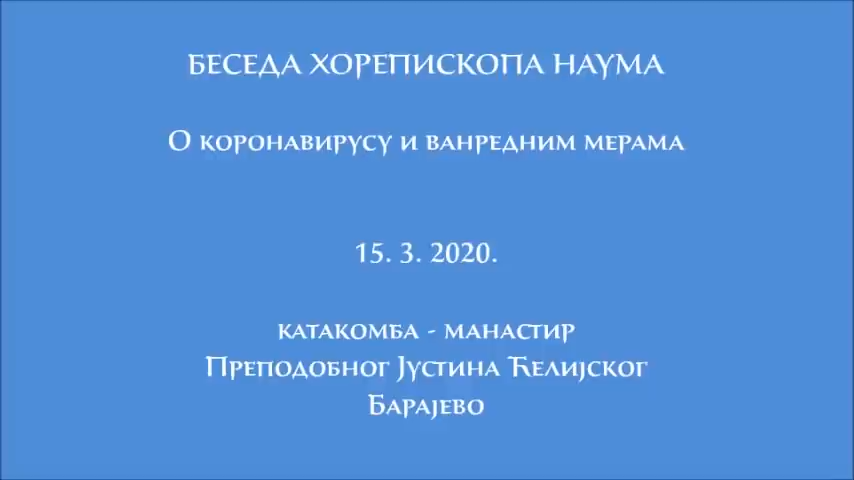 БЕСЕДА ХОРЕПИСКОПА НАУМА
О коронавирусу и ванредним мерама
15. 3. 2020.
катакомба - манастир
Преподобног Јустина Ћелијског
Барајево